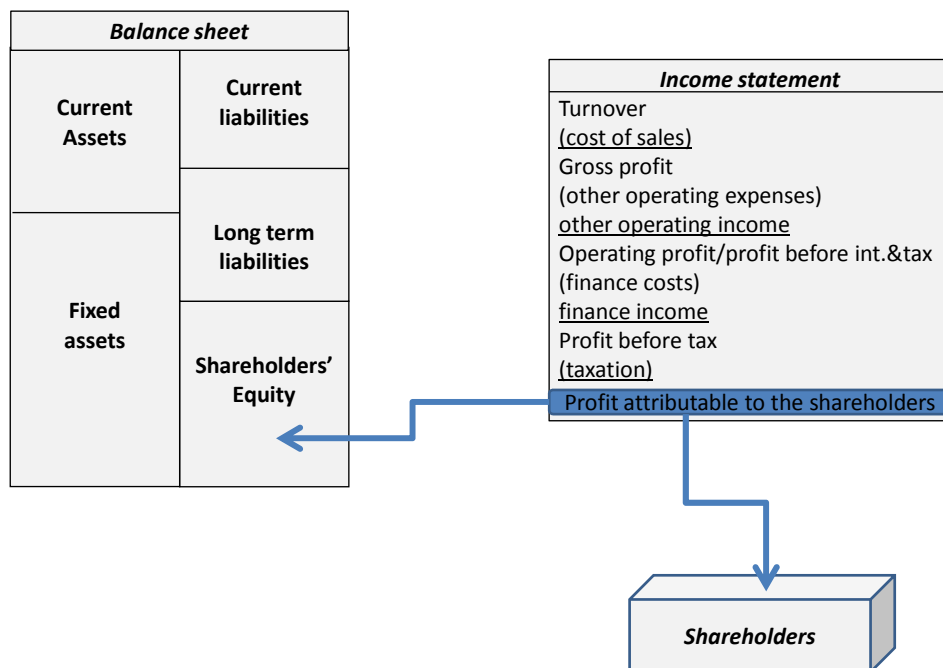 Balance sheet
Current
Assets
Current
liabilities
Long term
liabilities
Fixed
assets
Shareholders’
Equity
Income statement
Turnover
(cost of sales)
Gross profit
(other operating expenses)
other operating income
Operating profit/profit before int.&tax
(finance costs)
finance income
Profit before tax
(taxation)
Profit attributable to the shareholders
Shareholders